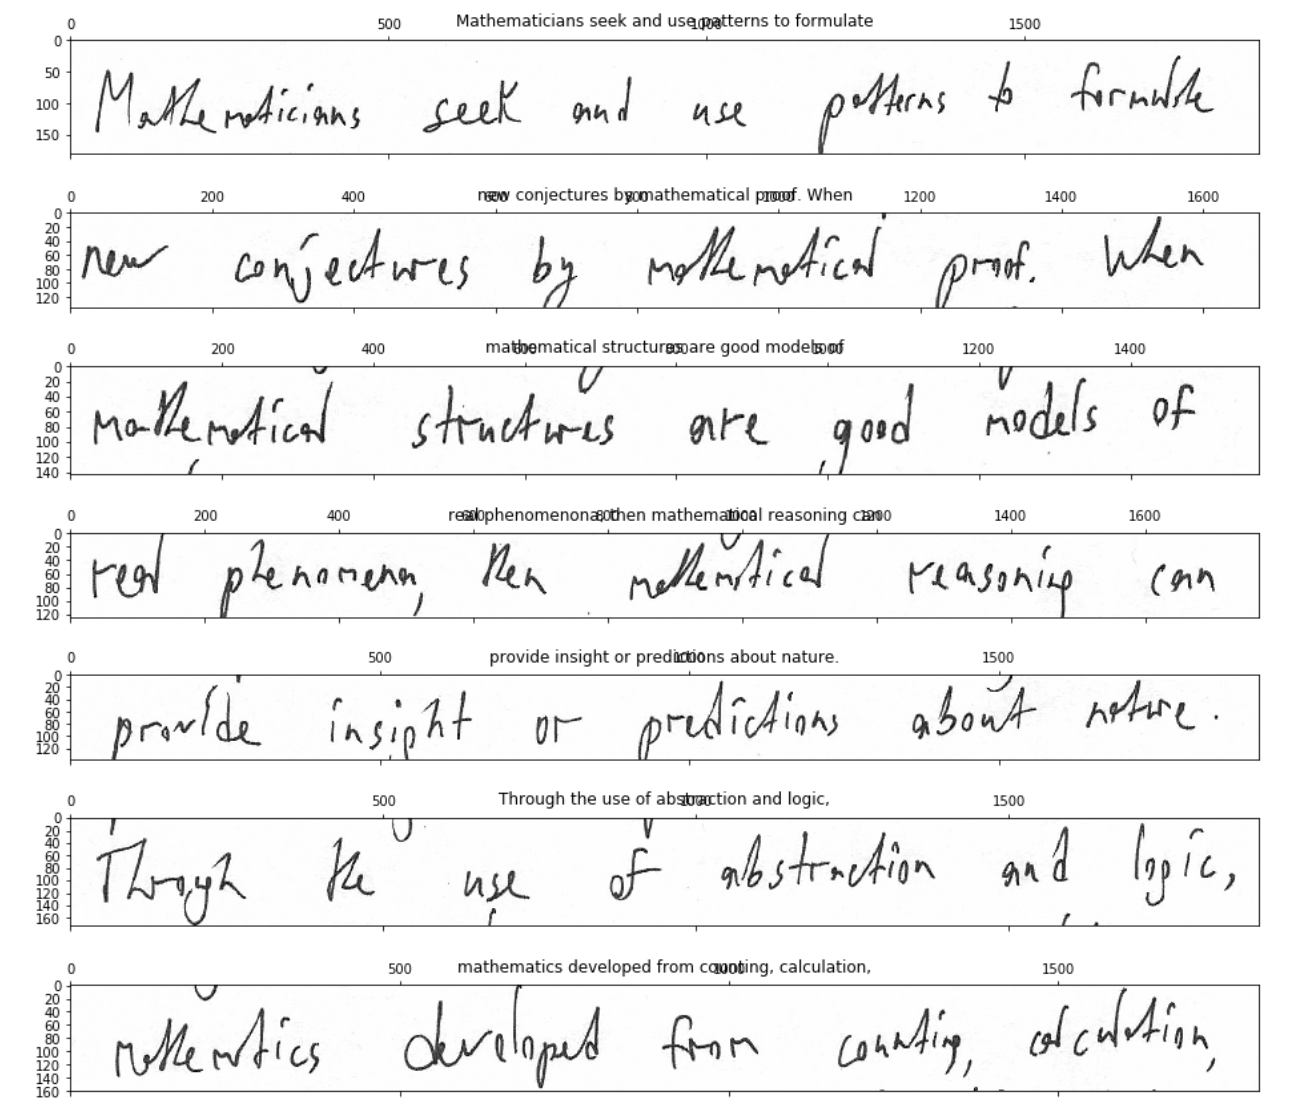 Mathematicians seek and use patterns to formulate
0 500 1000 1500
0
50
100
150
Mathematicians seek and use patterns to formulate
new conjectures by mathematical proof. When
0 200 400 600 800 1000 1200 1400 1600
0
20
40
60
80
100
120
new conjectures by mathematical proof. When
mathematical structures are good models of
0 200 400 600 800 1000 1200 1400
0
20
40
60
80
100
120
140
mathematical structures are good models of
real phenomenona, then mathematical reasoning can
0 200 400 600 800 1000 1200 1400 1600
0
20
40
60
80
100
120
real phenomena, then mathematical reasoning can
provide insight or predictions about nature.
0 500 1000 1500
0
20
40
60
80
100
120
provide insight or predictions about nature.
Through the use of abstraction and logic,
0 500 1000 1500
0
20
40
60
80
100
120
140
160
Through the use of abstraction and logic,
mathematics developed from counting, calculation,
0 500 1000 1500
0
20
40
60
80
100
120
140
160
mathematics developed from counting, calculation,